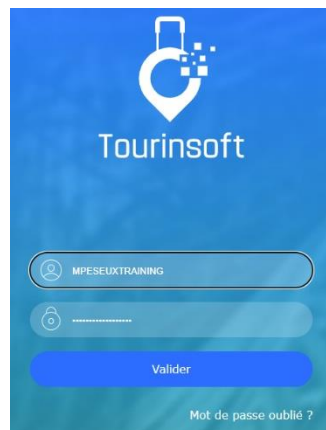 Tourinsoft
MPESEUXTRAINING
Valider
Mot de passe oublié ?